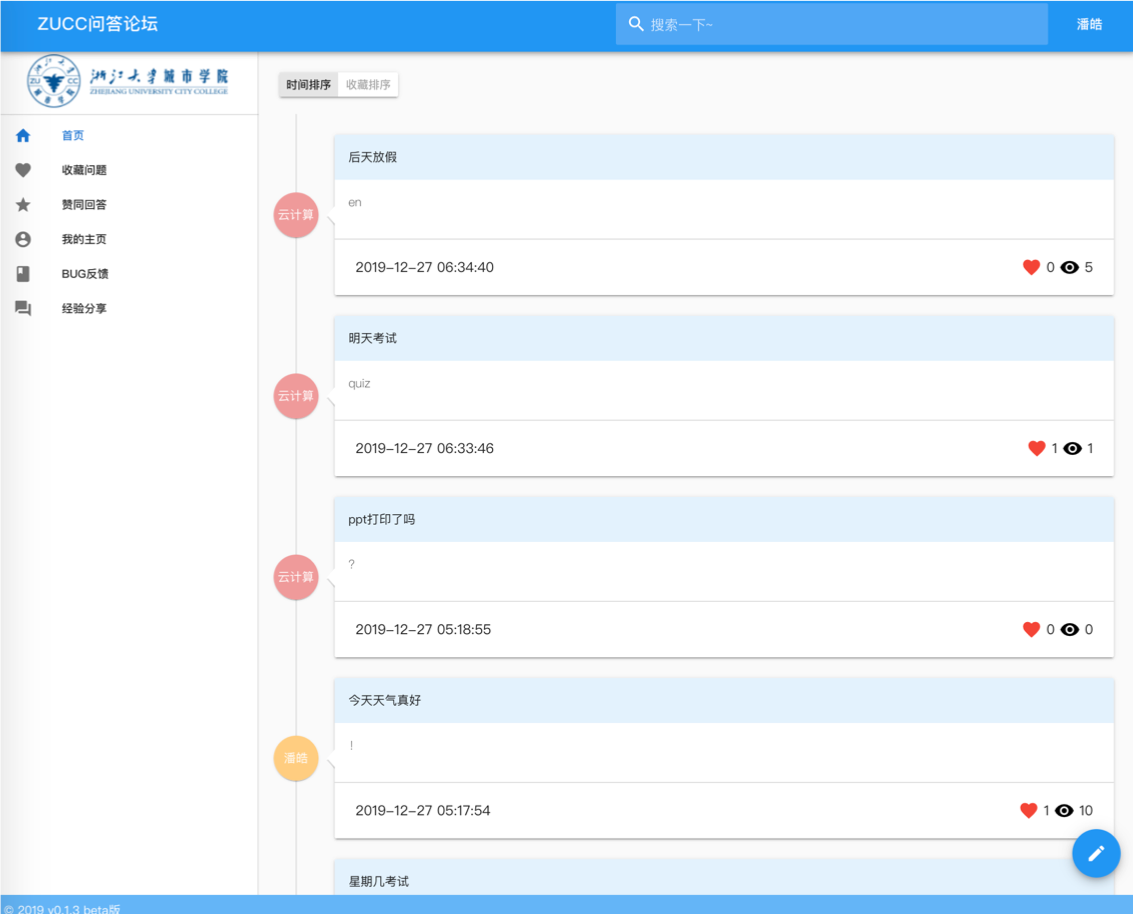 ZUCC问答论坛
搜索一下~
潘皓
ZU CC
浙江大学城市学院
ZHEJIANG UNIVERSITY CITY COLLEGE
首页
收藏问题
赞同回答
我的主页
BUG反馈
经验分享
时间排序 收藏排序
后天放假
云计算
en
2019-12-27 06:34:40
0 5
明天考试
云计算
quiz
2019-12-27 06:33:46
1 1
ppt打印了吗
云计算
?
2019-12-27 05:18:55
0 0
今天天气真好
潘皓
!
2019-12-27 05:17:54
1 10
星期几考试
© 2019 v0.1.3 beta版